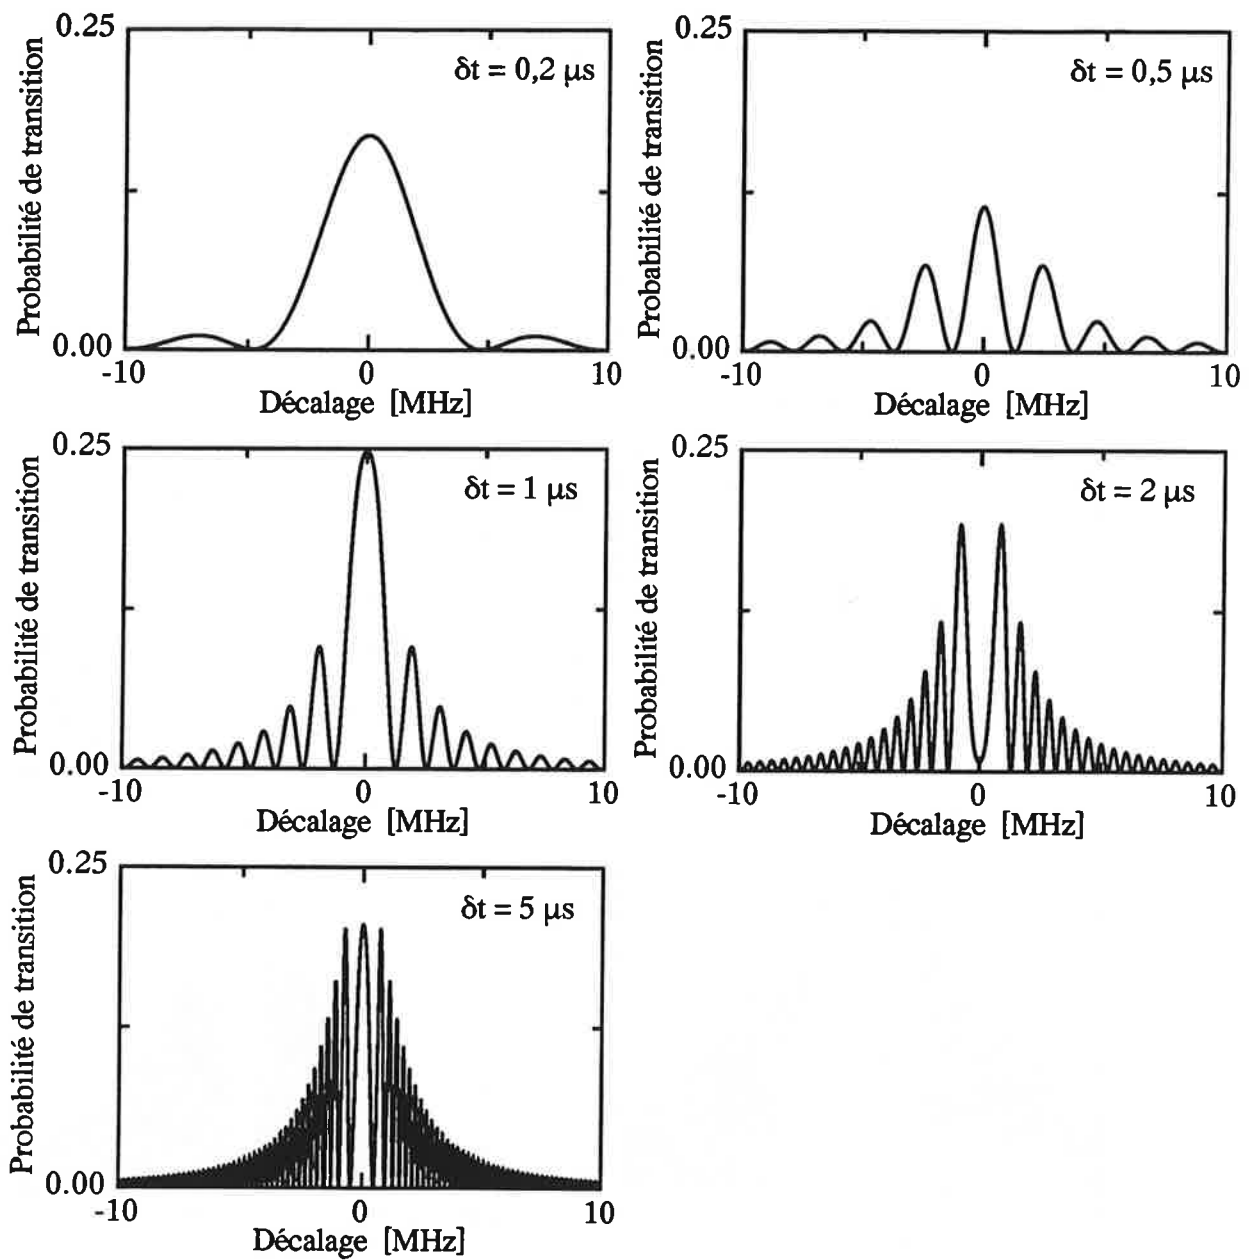 0.25
Probabilité de transition
δt = 0,2 μs
0.00
-10
0
10
Décalage [MHz]
0.25
Probabilité de transition
δt = 0,5 μs
0.00
-10
0
10
Décalage [MHz]
0.25
Probabilité de transition
δt = 1 μs
0.00
-10
0
10
Décalage [MHz]
0.25
Probabilité de transition
δt = 2 μs
0.00
-10
0
10
Décalage [MHz]
0.25
Probabilité de transition
δt = 5 μs
0.00
-10
0
10
Décalage [MHz]